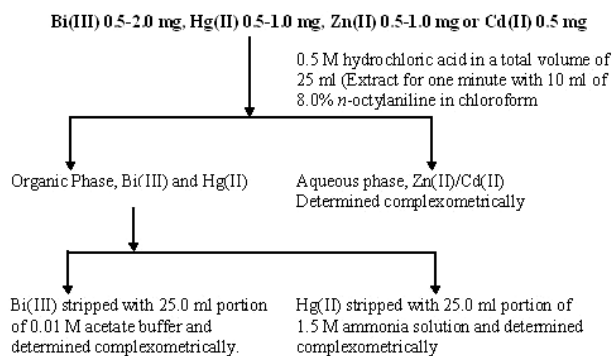 Bi(III) 0.5-2.0 mg, Hg(II) 0.5-1.0 mg, Zn(II) 0.5-1.0 mg or Cd(II) 0.5 mg
0.5 M hydrochloric acid in a total volume of
25 ml (Extract for one minute with 10 ml of
8.0% n-octylaniline in chloroform
Organic Phase, Bi(III) and Hg(II)
Aqueous phase, Zn(II)/Cd(II)
Determined complexometrically
Bi(III) stripped with 25.0 ml portion
of 0.01 M acetate buffer and
determined complexometrically.
Hg(II) stripped with 25.0 ml portion of
1.5 M ammonia solution and determined
complexometrically